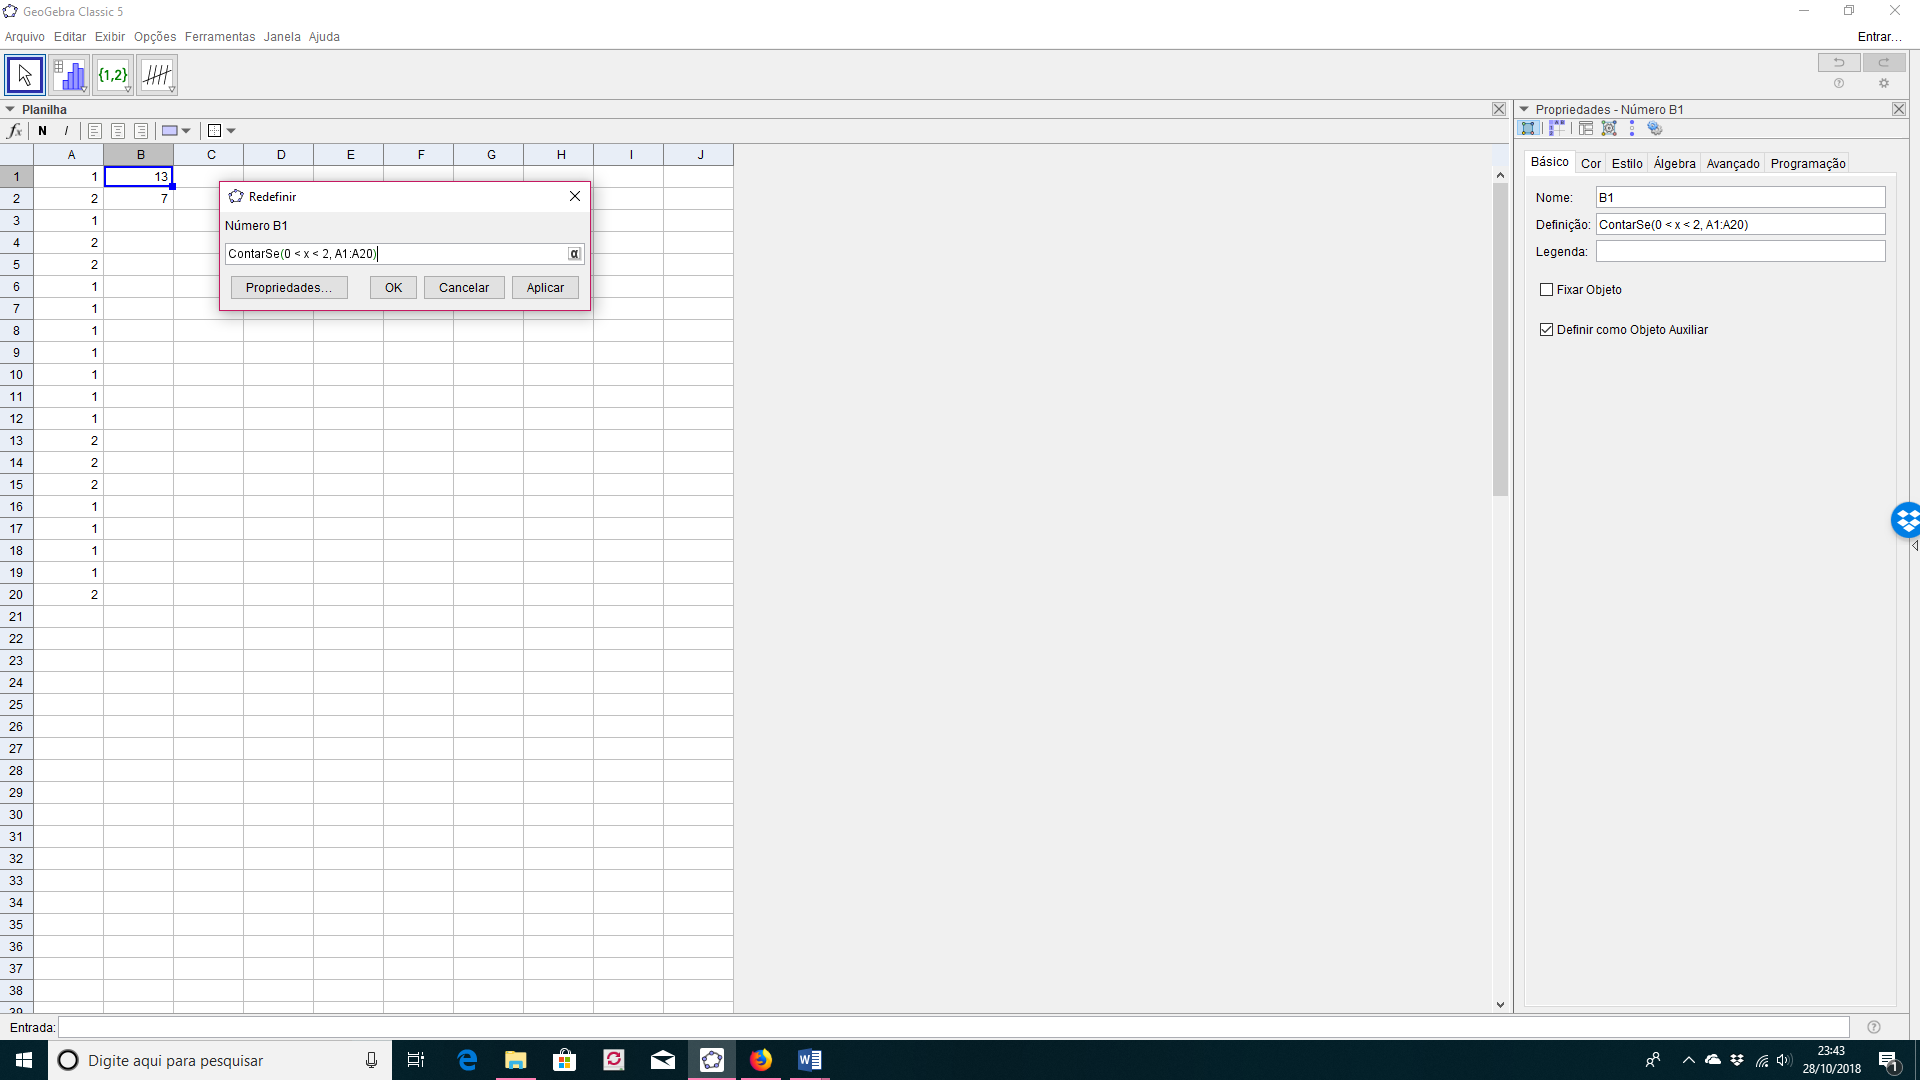 GeoGebra Classic 5
Arquivo Editar Exibir Opções Ferramentas Janela Ajuda
Entrar...
{1,2}
Planilha
Propriedades - Número B1
fx N I
A B C D E F G H I J
1 1 13
2 2 7
3 1
4 2
5 2
6 1
7 1
8 1
9 1
10 1
11 1
12 1
13 2
14 2
15 2
16 1
17 1
18 1
19 1
20 2
21
22
23
24
25
26
27
28
29
30
31
32
33
34
35
36
37
38
39
Redefinir
Número B1
ContarSe(0 < x < 2, A1:A20)
α
Propriedades... OK Cancelar Aplicar
Básico Cor Estilo Álgebra Avançado Programação
Nome: B1
Definição: ContarSe(0 < x < 2, A1:A20)
Legenda:
Fixar Objeto
Definir como Objeto Auxiliar
Entrada:
Digite aqui para pesquisar
23:43
28/10/2018
1